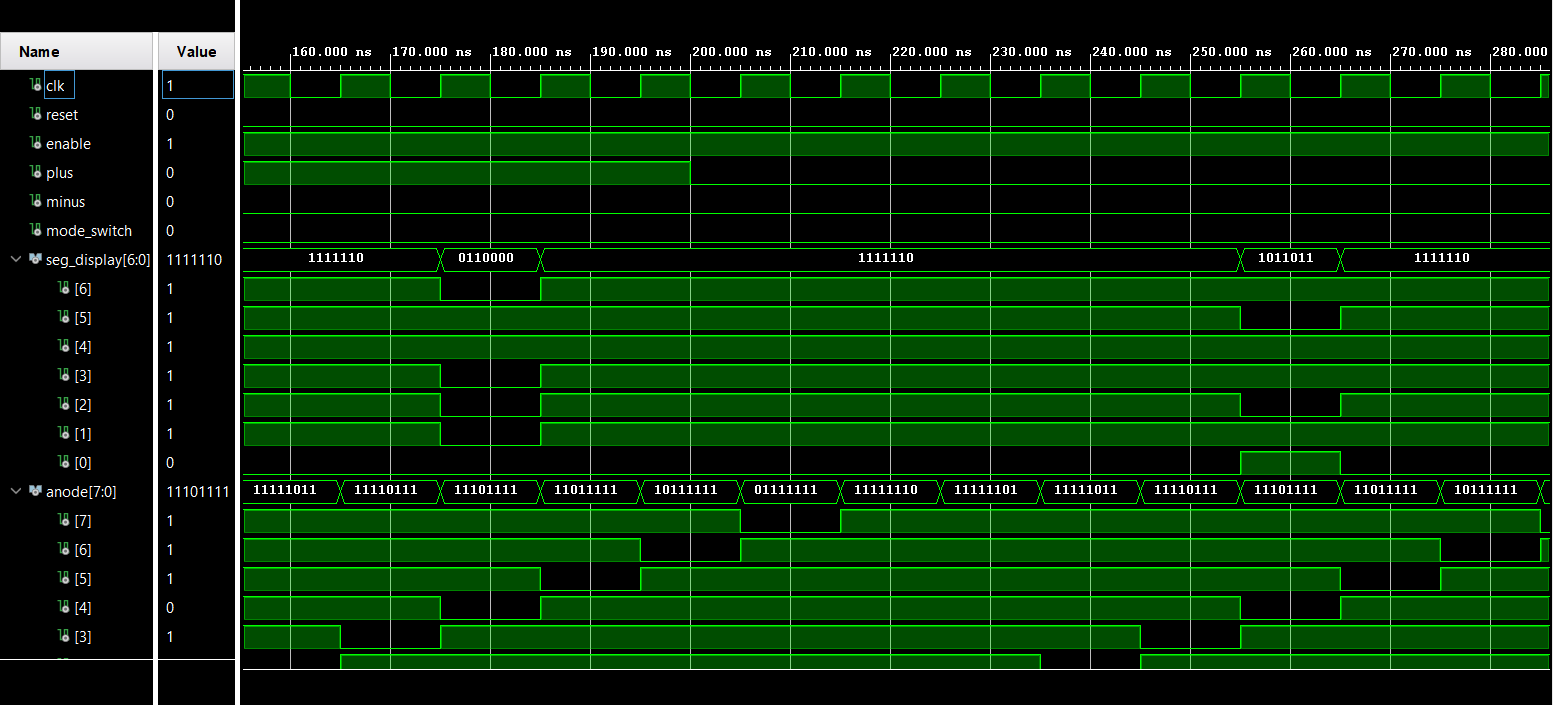 Name Value
160.000 ns 170.000 ns 180.000 ns 190.000 ns 200.000 ns 210.000 ns 220.000 ns 230.000 ns 240.000 ns 250.000 ns 260.000 ns 270.000 ns 280.000
clk 1
reset 0
enable 1
plus 0
minus 0
mode_switch 0
seg_display[6:0] 1111110 1111110 0110000 1111110 1011011 1111110
[6] 1
[5] 1
[4] 1
[3] 1
[2] 1
[1] 1
[0] 0
anode[7:0] 11101111 11111011 11110111 11101111 11011111 10111111 01111111 11111110 11111101 11111011 11110111 11101111 11011111 10111111
[7] 1
[6] 1
[5] 1
[4] 0
[3] 1